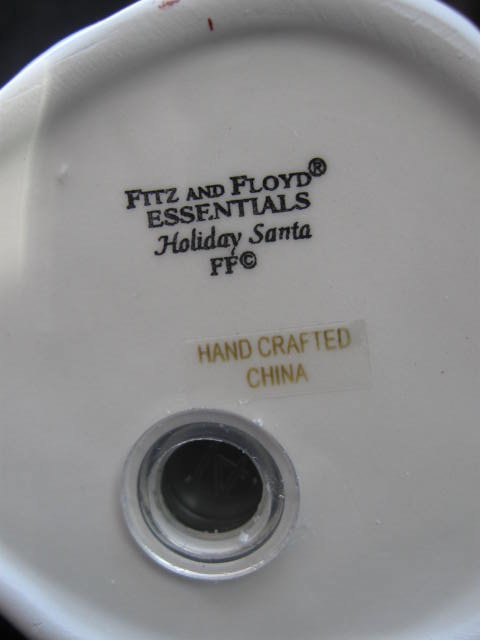 FITZ AND FLOYD®
ESSENTIALS
Holiday Santa
FF©
HAND CRAFTED
CHINA